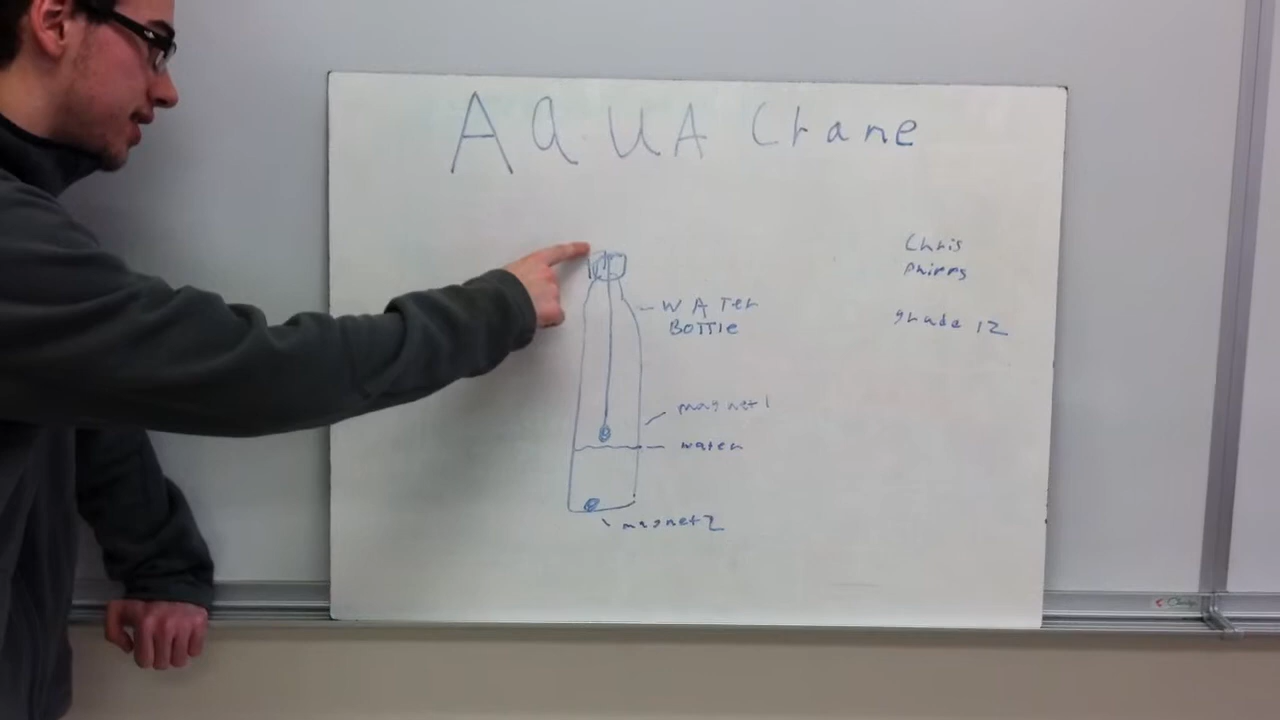 AQUA Crane
Chris
Phipps
grade 12
WATer
BOTTle
magnet 1
water
magnet 2